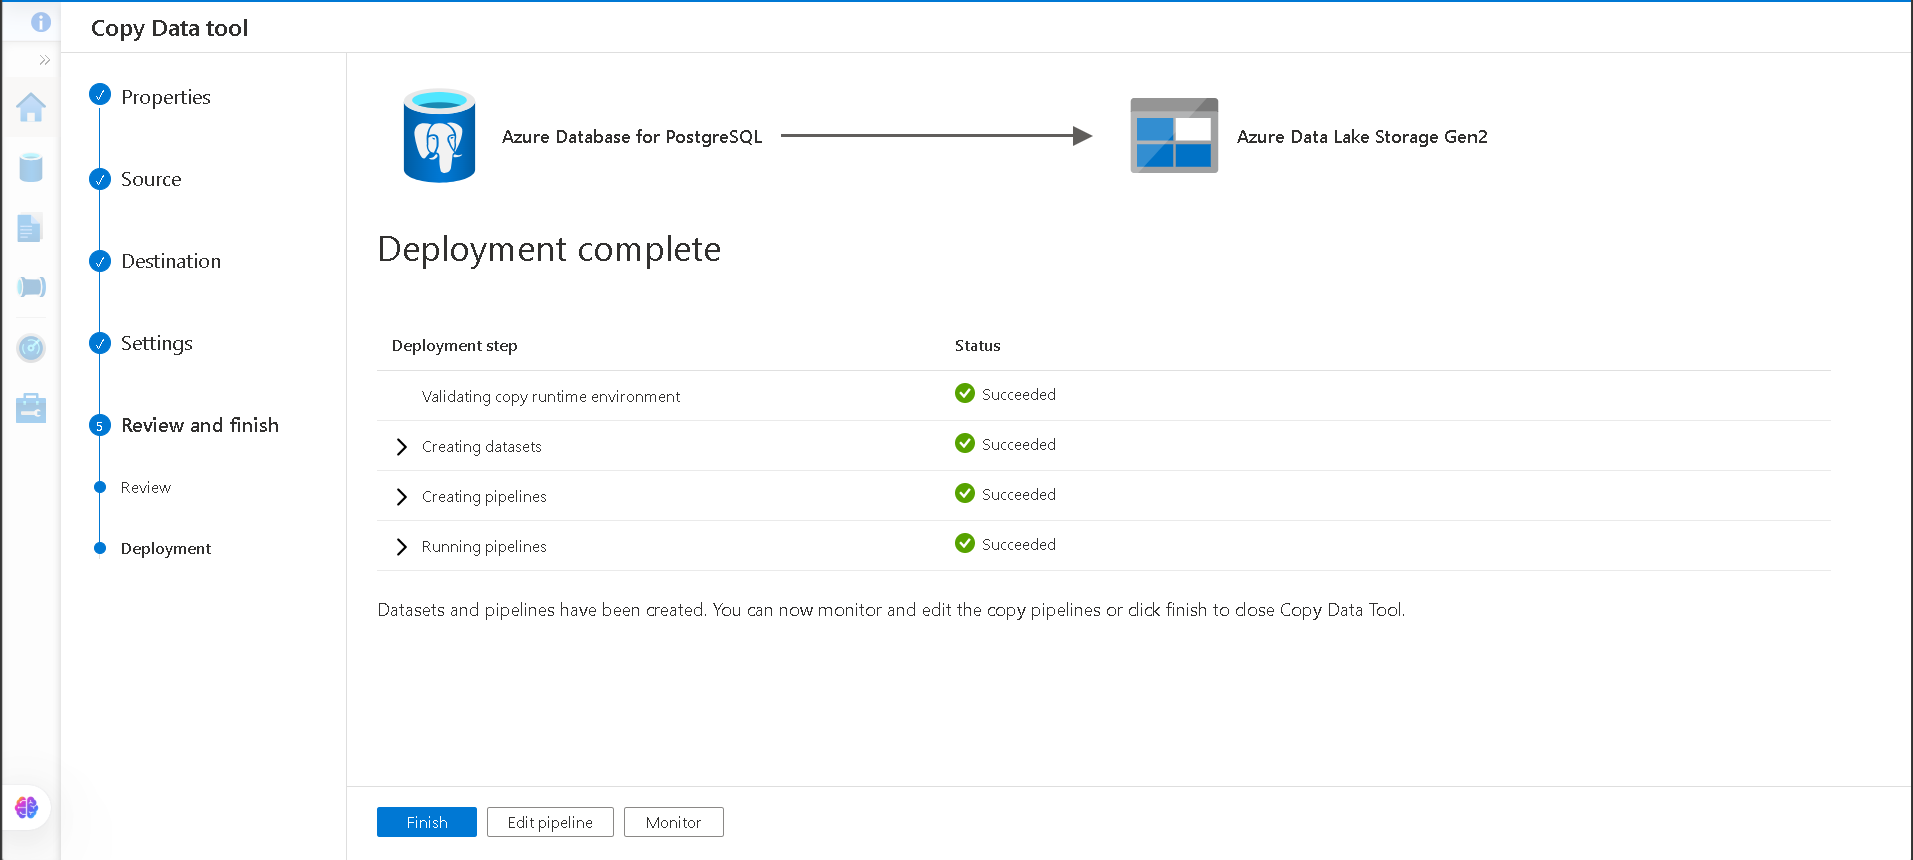 Copy Data tool
Properties
Source
Destination
Settings
5 Review and finish
Review
Deployment
Azure Database for PostgreSQL
Azure Data Lake Storage Gen2
Deployment complete
Deployment step Status
Validating copy runtime environment Succeeded
Creating datasets Succeeded
Creating pipelines Succeeded
Running pipelines Succeeded
Datasets and pipelines have been created. You can now monitor and edit the copy pipelines or click finish to close Copy Data Tool.
Finish Edit pipeline Monitor